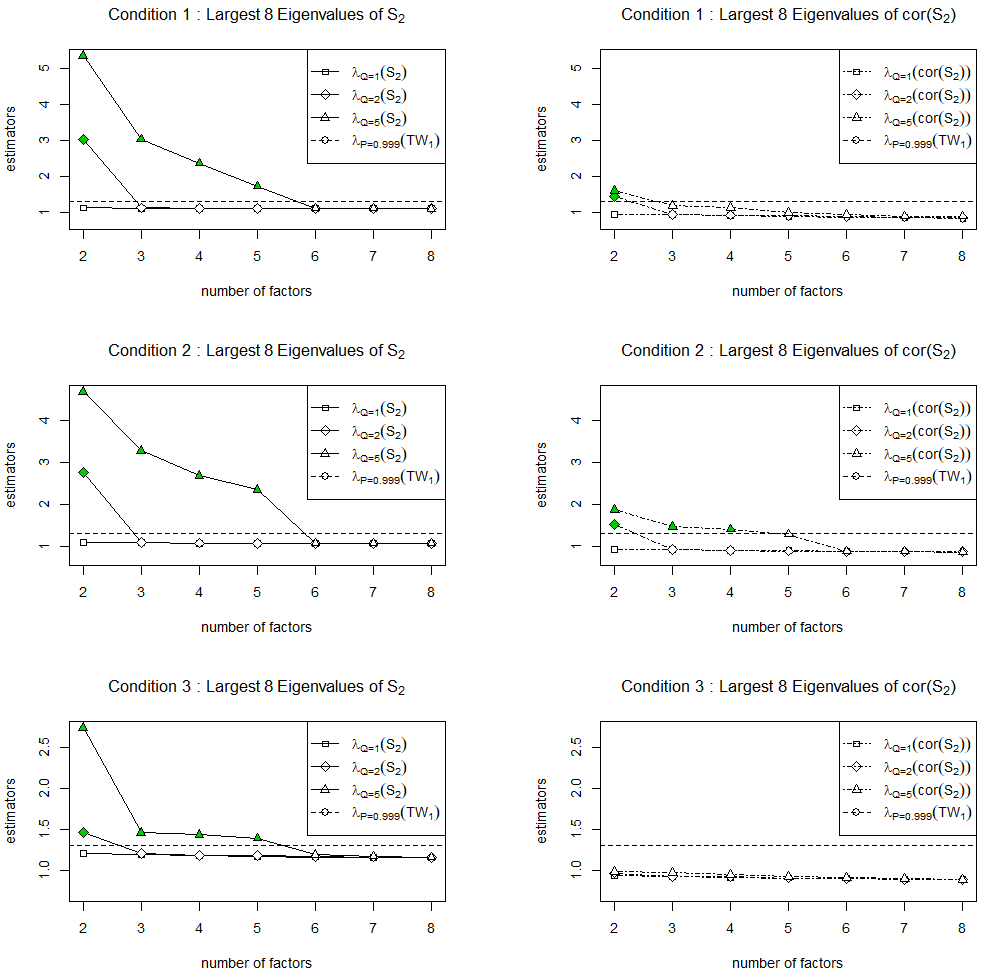 Condition 1 : Largest 8 Eigenvalues of S₂
estimators
5
4
3
2
1
λQ=1(S₂)
λQ=2(S₂)
λQ=5(S₂)
λP=0.999(TW₁)
2 3 4 5 6 7 8
number of factors
Condition 1 : Largest 8 Eigenvalues of cor(S₂)
estimators
5
4
3
2
1
λQ=1(cor(S₂))
λQ=2(cor(S₂))
λQ=5(cor(S₂))
λP=0.999(TW₁)
2 3 4 5 6 7 8
number of factors
Condition 2 : Largest 8 Eigenvalues of S₂
estimators
4
3
2
1
λQ=1(S₂)
λQ=2(S₂)
λQ=5(S₂)
λP=0.999(TW₁)
2 3 4 5 6 7 8
number of factors
Condition 2 : Largest 8 Eigenvalues of cor(S₂)
estimators
4
3
2
1
λQ=1(cor(S₂))
λQ=2(cor(S₂))
λQ=5(cor(S₂))
λP=0.999(TW₁)
2 3 4 5 6 7 8
number of factors
Condition 3 : Largest 8 Eigenvalues of S₂
estimators
2.5
2.0
1.5
1.0
λQ=1(S₂)
λQ=2(S₂)
λQ=5(S₂)
λP=0.999(TW₁)
2 3 4 5 6 7 8
number of factors
Condition 3 : Largest 8 Eigenvalues of cor(S₂)
estimators
2.5
2.0
1.5
1.0
λQ=1(cor(S₂))
λQ=2(cor(S₂))
λQ=5(cor(S₂))
λP=0.999(TW₁)
2 3 4 5 6 7 8
number of factors